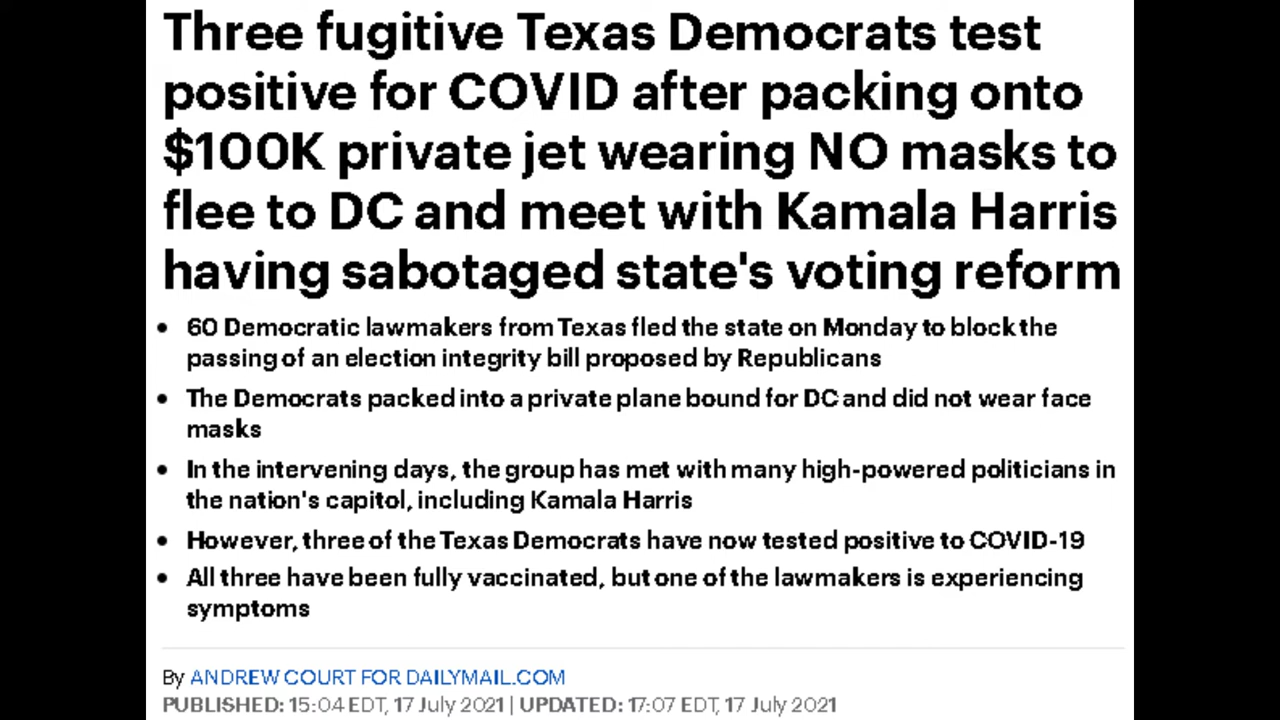 Three fugitive Texas Democrats test
positive for COVID after packing onto
$100K private jet wearing NO masks to
flee to DC and meet with Kamala Harris
having sabotaged state's voting reform
• 60 Democratic lawmakers from Texas fled the state on Monday to block the
passing of an election integrity bill proposed by Republicans
• The Democrats packed into a private plane bound for DC and did not wear face
masks
• In the intervening days, the group has met with many high-powered politicians in
the nation's capitol, including Kamala Harris
• However, three of the Texas Democrats have now tested positive to COVID-19
• All three have been fully vaccinated, but one of the lawmakers is experiencing
symptoms
By ANDREW COURT FOR DAILYMAIL.COM
PUBLISHED: 15:04 EDT, 17 July 2021 | UPDATED: 17:07 EDT, 17 July 2021